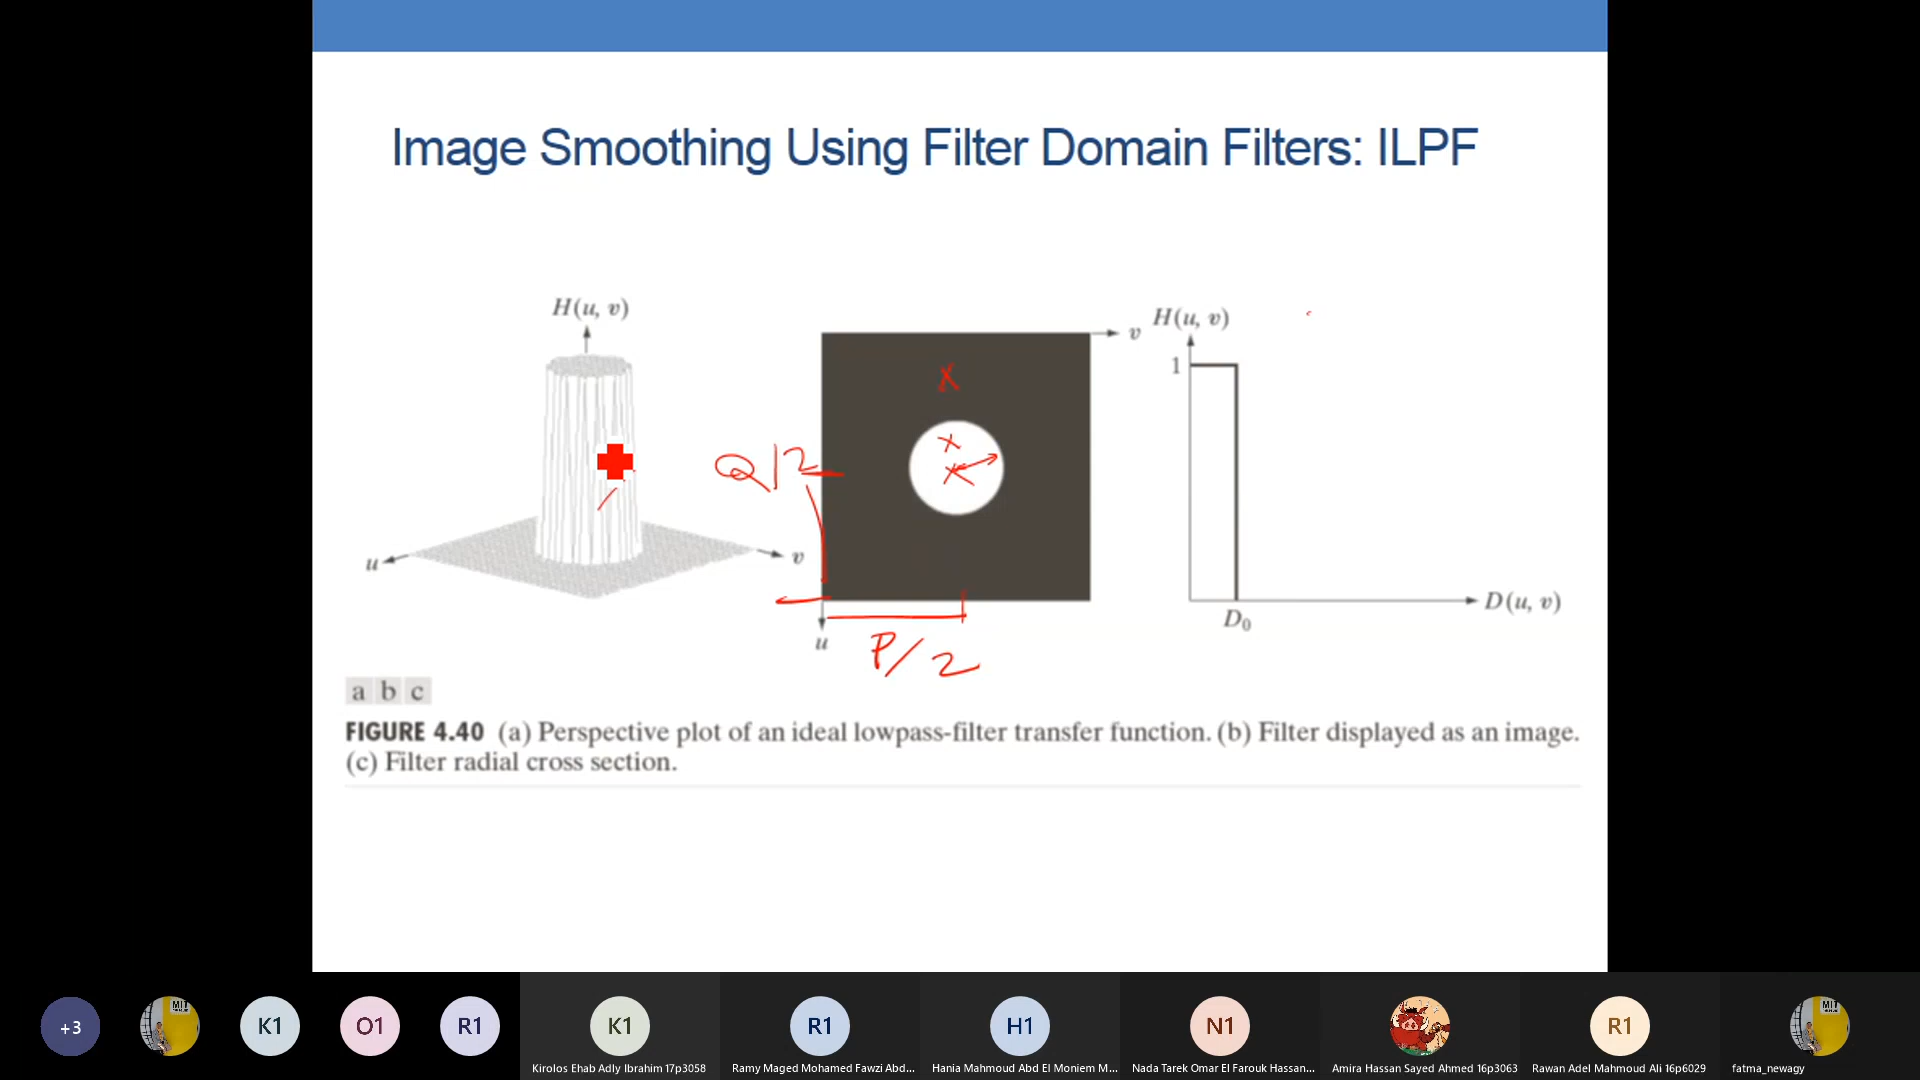 Image Smoothing Using Filter Domain Filters: ILPF
H(u, v)
u
v
v
u
Q/2
P/2
H(u, v)
1
D0
D(u, v)
a b c
FIGURE 4.40 (a) Perspective plot of an ideal lowpass-filter transfer function. (b) Filter displayed as an image.
(c) Filter radial cross section.
+3
MIT
K1
O1
R1
K1
Kirolos Ehab Adly Ibrahim 17p3058
R1
Ramy Maged Mohamed Fawzi Abd...
H1
Hania Mahmoud Abd El Moniem M...
N1
Nada Tarek Omar El Farouk Hassan...
Amira Hassan Sayed Ahmed 16p3063
R1
Rawan Adel Mahmoud Ali 16p6029
MIT
fatma_newagy